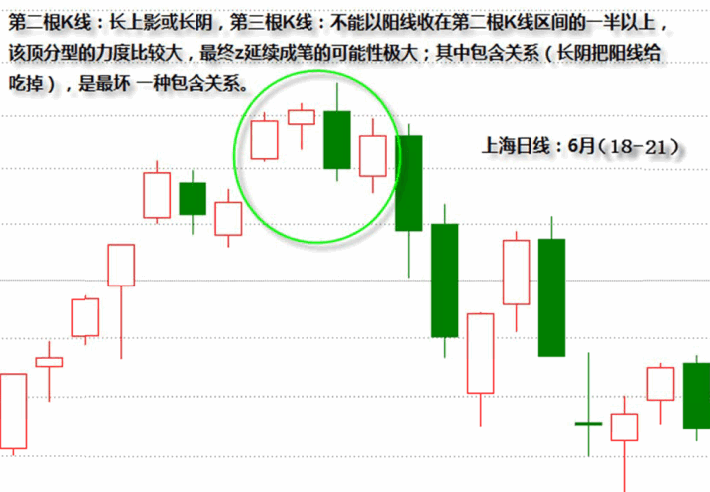 第二根K线：长上影或长阴，第三根K线：不能以阳线收在第二根K线区间的一半以上，
该顶分型的力度比较大，最终z延续成笔的可能性极大；其中包含关系（长阴把阳线给
吃掉），是最坏 一种包含关系。
上海日线：6月（18-21）